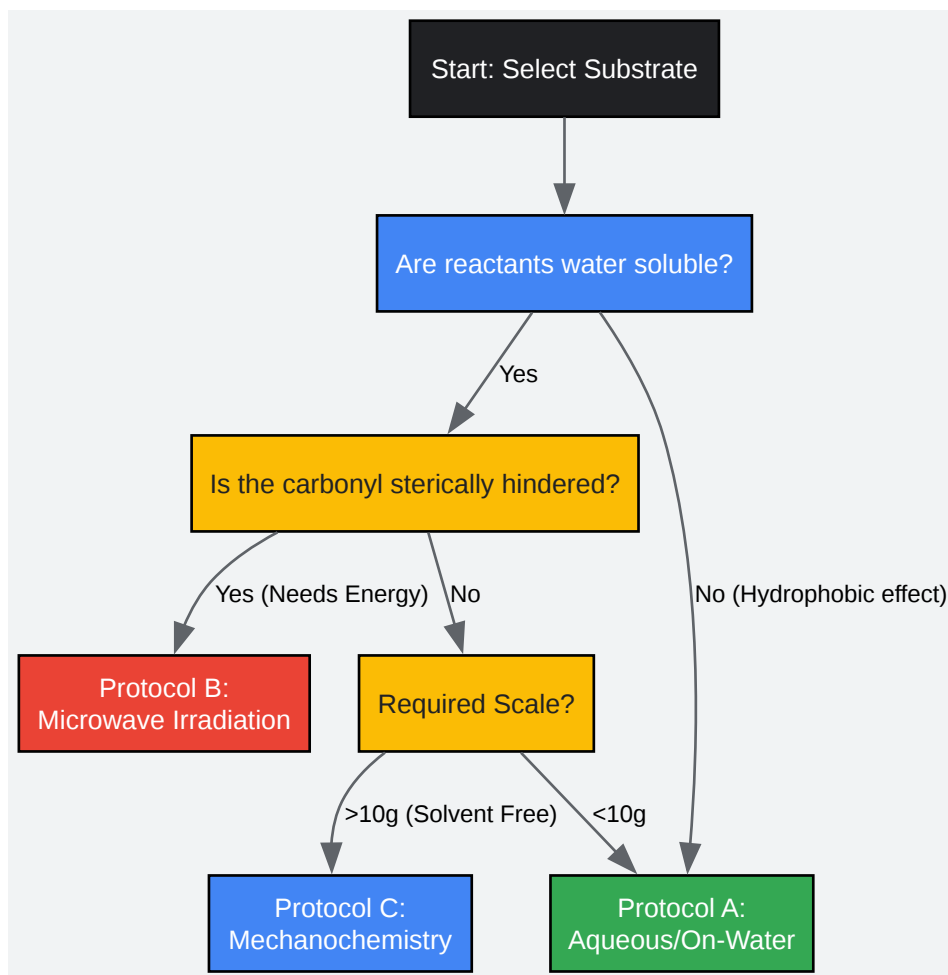 Start: Select Substrate
Are reactants water soluble?
Yes
Is the carbonyl sterically hindered?
Yes (Needs Energy)
No
No (Hydrophobic effect)
Protocol B:
Microwave Irradiation
Required Scale?
>10g (Solvent Free)
<10g
Protocol C:
Mechanochemistry
Protocol A:
Aqueous/On-Water